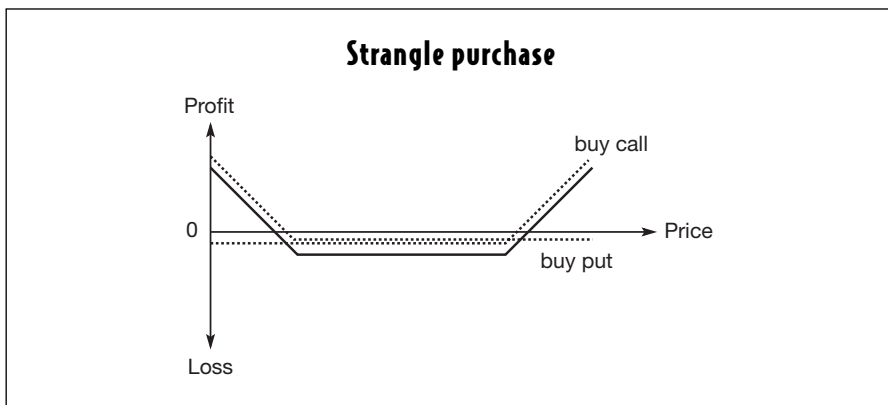 Strangle purchase
Profit
buy call
0
Price
buy put
Loss